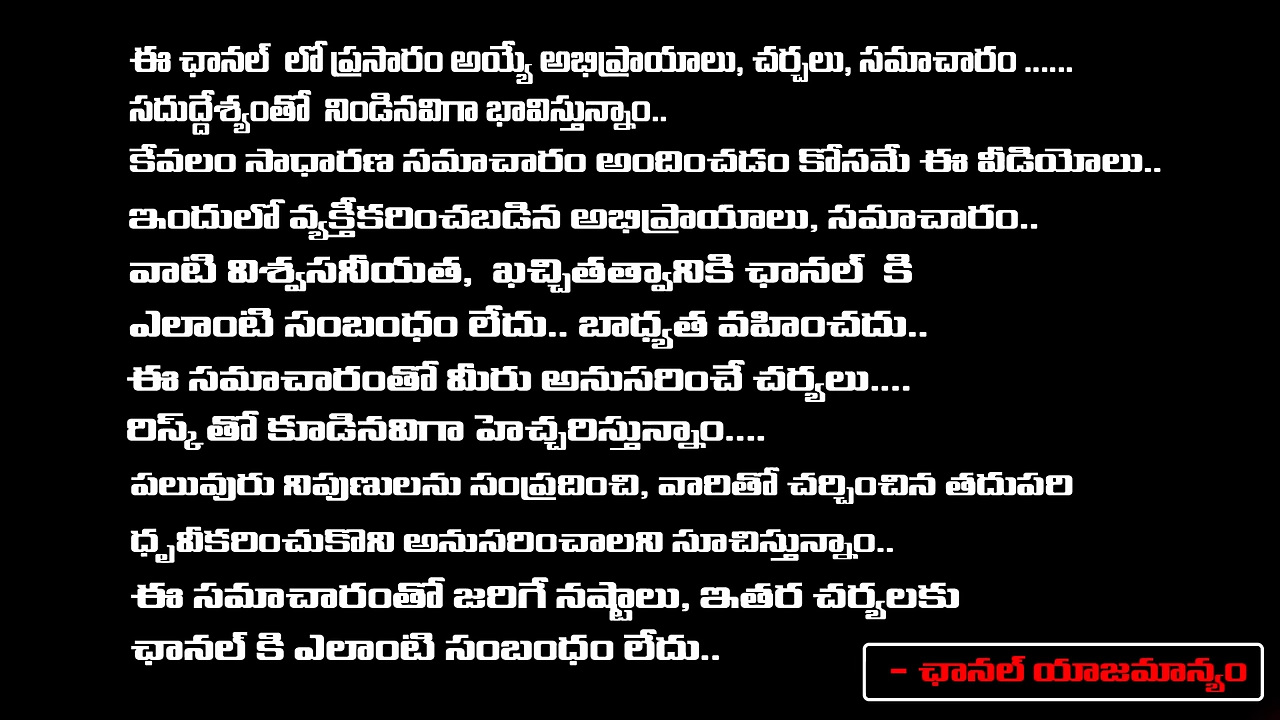 ఈ ఛానల్ లో ప్రసారం అయ్యే అభిప్రాయాలు, చర్చలు, సమాచారం ......
సదుద్దేశ్యంతో నిండినవిగా భావిస్తున్నాం..
కేవలం సాధారణ సమాచారం అందించడం కోసమే ఈ వీడియోలు..
ఇందులో వ్యక్తీకరించబడిన అభిప్రాయాలు, సమాచారం..
వాటి విశ్వసనీయత, ఖచ్చితత్వానికి ఛానల్ కి
ఎలాంటి సంబంధం లేదు.. బాధ్యత వహించదు..
ఈ సమాచారంతో మీరు అనుసరించే చర్యలు....
రిస్క్ తో కూడినవిగా హెచ్చరిస్తున్నాం....
పలువురు నిపుణులను సంప్రదించి, వారితో చర్చించిన తదుపరి
ధృవీకరించుకొని అనుసరించాలని సూచిస్తున్నాం..
ఈ సమాచారంతో జరిగే నష్టాలు, ఇతర చర్యలకు
ఛానల్ కి ఎలాంటి సంబంధం లేదు..
- ఛానల్ యాజమాన్యం